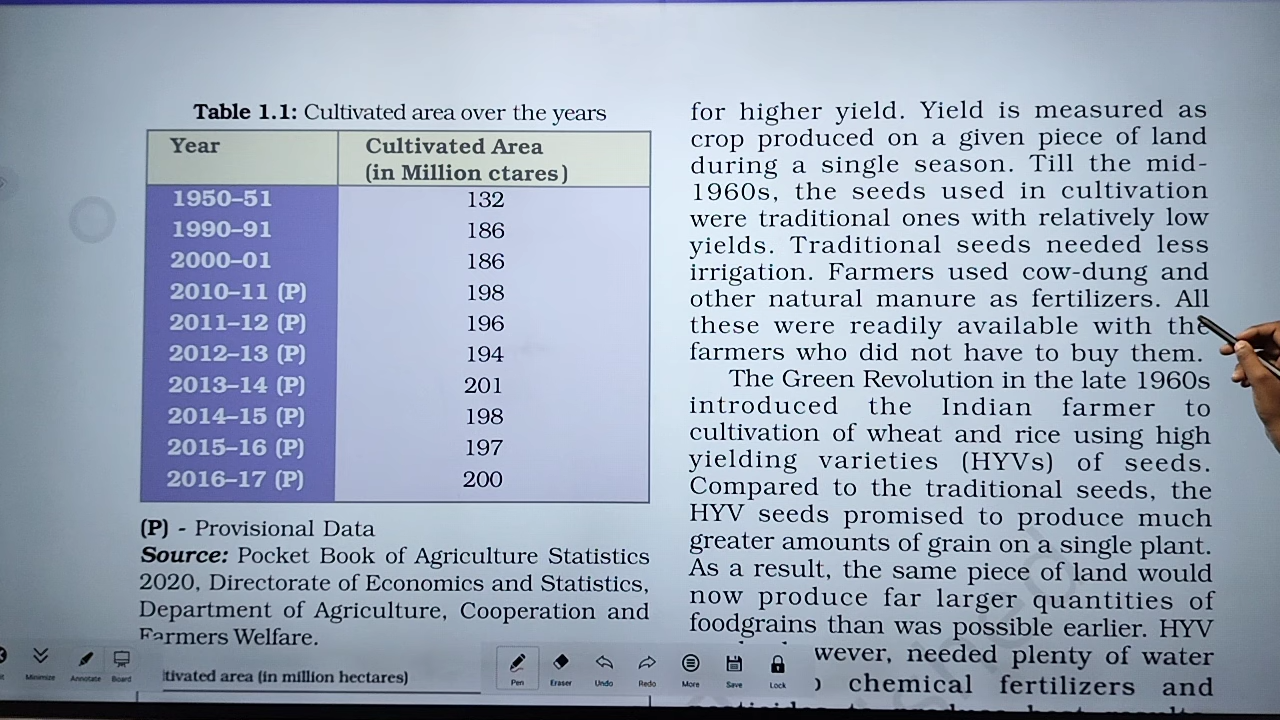 Table 1.1: Cultivated area over the years
Year Cultivated Area
(in Million ctares)
1950–51 132
1990–91 186
2000–01 186
2010–11 (P) 198
2011–12 (P) 196
2012–13 (P) 194
2013–14 (P) 201
2014–15 (P) 198
2015–16 (P) 197
2016–17 (P) 200
(P) - Provisional Data
Source: Pocket Book of Agriculture Statistics
2020, Directorate of Economics and Statistics,
Department of Agriculture, Cooperation and
Farmers Welfare.
tivated area (in million hectares)
for higher yield. Yield is measured as
crop produced on a given piece of land
during a single season. Till the mid-
1960s, the seeds used in cultivation
were traditional ones with relatively low
yields. Traditional seeds needed less
irrigation. Farmers used cow-dung and
other natural manure as fertilizers. All
these were readily available with the
farmers who did not have to buy them.
The Green Revolution in the late 1960s
introduced the Indian farmer to
cultivation of wheat and rice using high
yielding varieties (HYVs) of seeds.
Compared to the traditional seeds, the
HYV seeds promised to produce much
greater amounts of grain on a single plant.
As a result, the same piece of land would
now produce far larger quantities of
foodgrains than was possible earlier. HYV
wever, needed plenty of water
chemical fertilizers and
Minimize Annotate Board
Pen Eraser Undo Redo More Save Lock